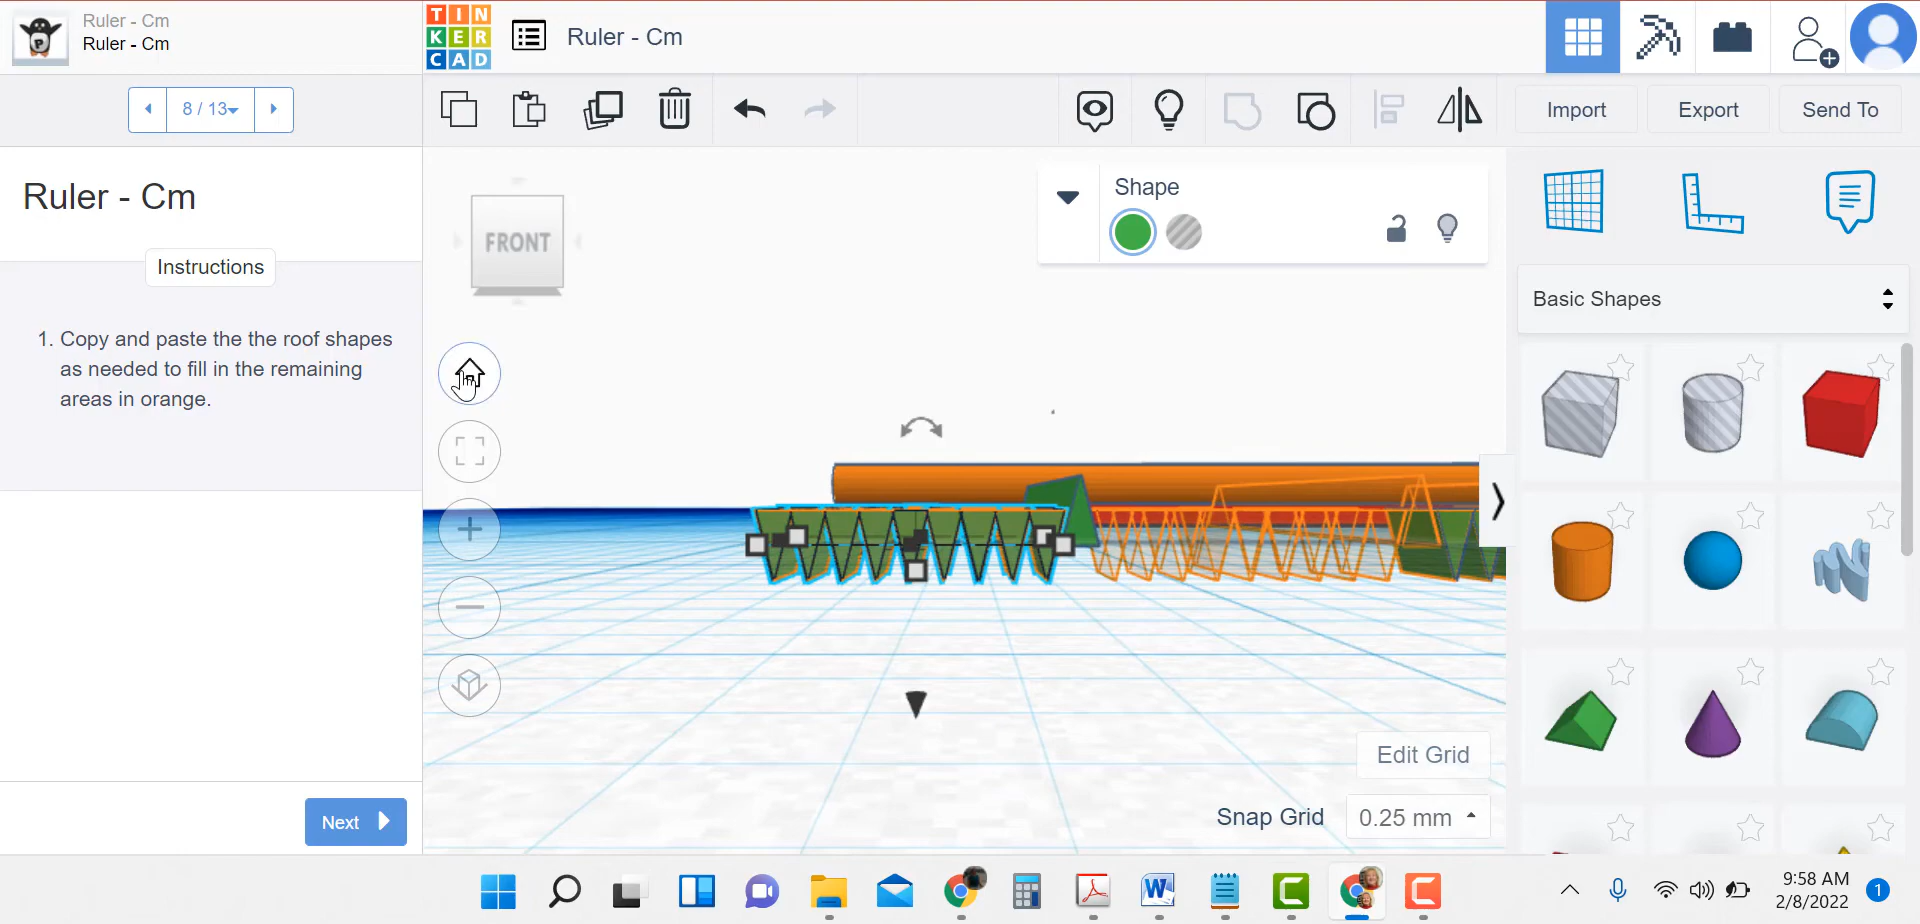 Ruler - Cm
Ruler - Cm
TIN
KER
CAD
Ruler - Cm
8 / 13
Import
Export
Send To
Ruler - Cm
Instructions
1. Copy and paste the the roof shapes
as needed to fill in the remaining
areas in orange.
Next
FRONT
Shape
Basic Shapes
Edit Grid
Snap Grid
0.25 mm
9:58 AM
2/8/2022
1